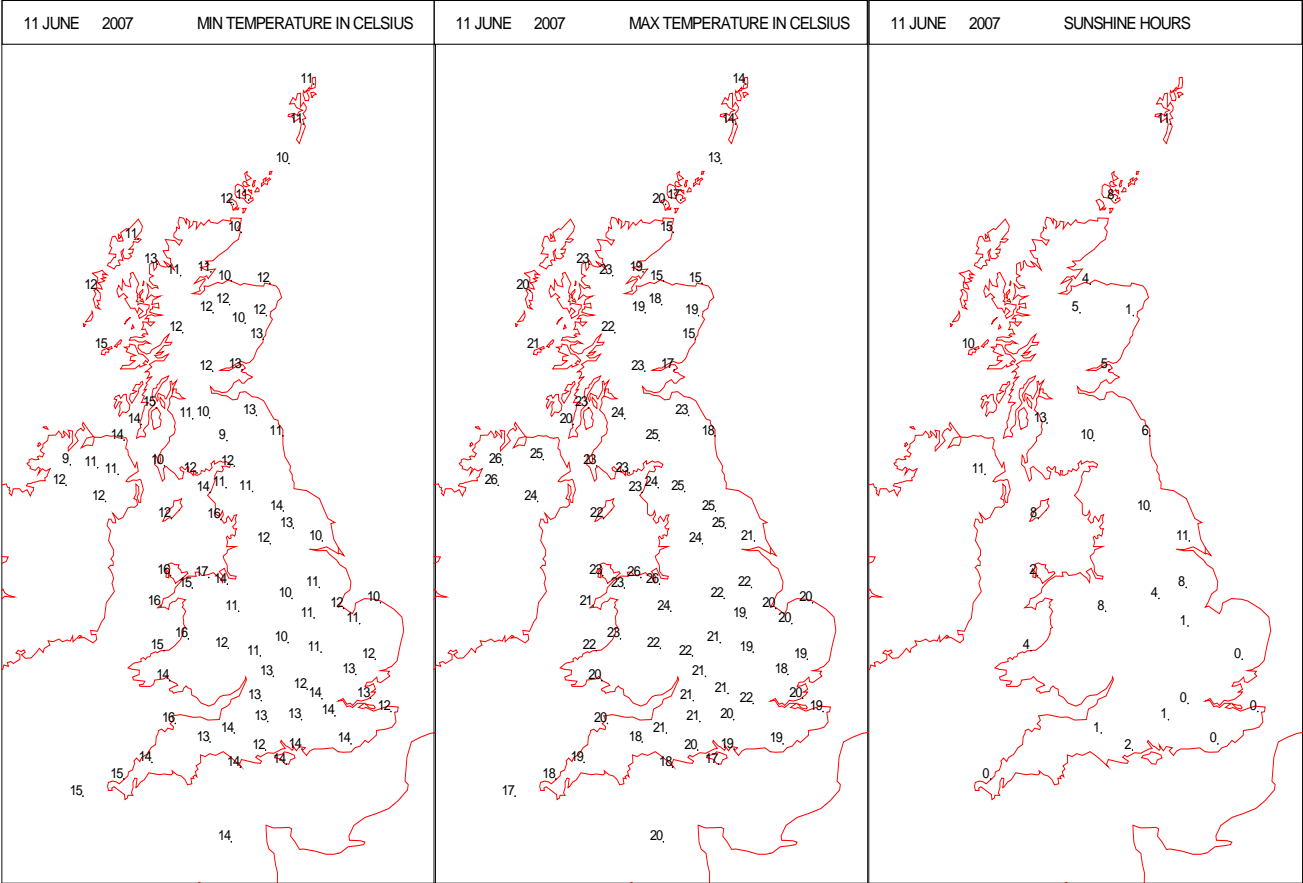 11 JUNE 2007 MIN TEMPERATURE IN CELSIUS
11
11
10
12 11
10
11
13 11 11
10 12
12
12 12 12
10
12 13
15
12 13
15
14 11 10 13
14 9 11
9 11 11 10 12 12
12 14 11 11
12
12 16 14
13
12 10
16 17
15 14 11
16 11 10 12 10
11 11
16 12 10
15 11 11 12
14 13 13
13 12 14 13
12
16 13 13 14
13 14
12 14 14
14 14 14
15
15
14
11 JUNE 2007 MAX TEMPERATURE IN CELSIUS
14
14
13
20 17
15
23 23 19
15 15
20
19 18 19
22 15
21
23 17
23
20 24 23
25 18
26 25 23 23
26 23 24 25
24
22 25
25
24 21
23 26
23 26 21
21 24 22 20 20
19 20
23 22 21
22 22 19 19
20 21 18
21 21 22 20
19
20 21 20
18 21
20 19 19
19 18 17
18
17
20
11 JUNE 2007 SUNSHINE HOURS
11
8
4
5 1
10
5
13
10 6
11
10
8
11
2
8 4 8
1
4
0
0
0
1
1
2 0
0